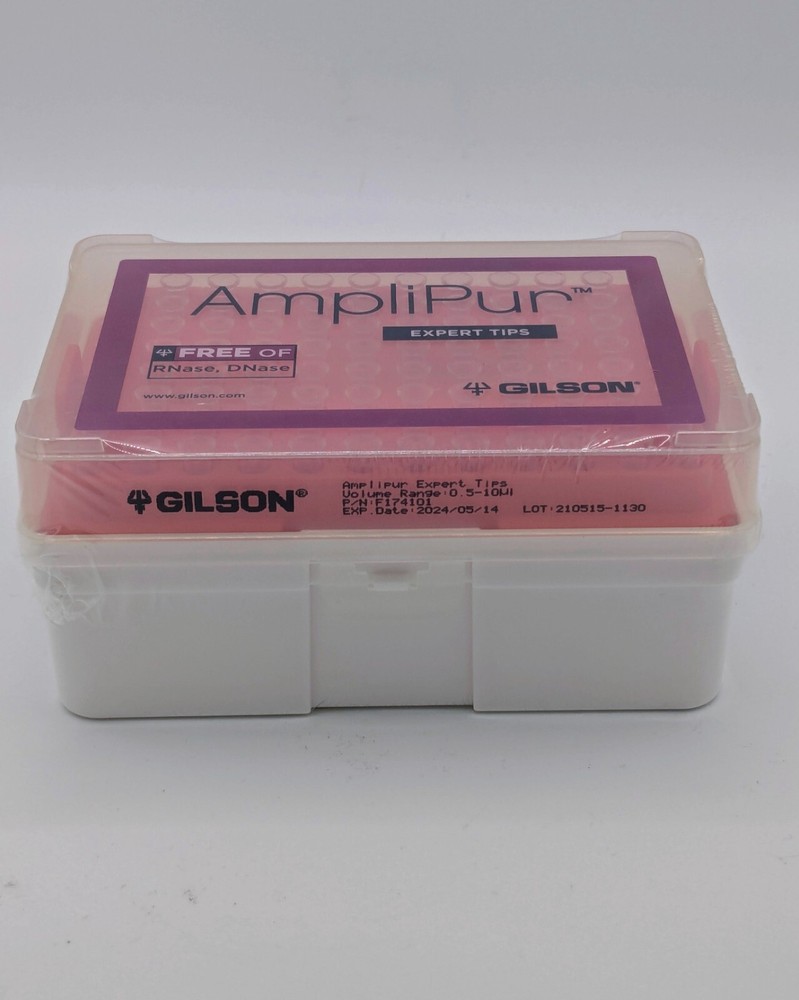 AmpliPur™
EXPERT TIPS
FREE OF
RNase, DNase
www.gilson.com
GILSON®
GILSON®
Amplipur Expert Tips
Volume Range:0.5-10µl
P/N:F174101
EXP.Date:2024/05/14 LOT:210515-1130